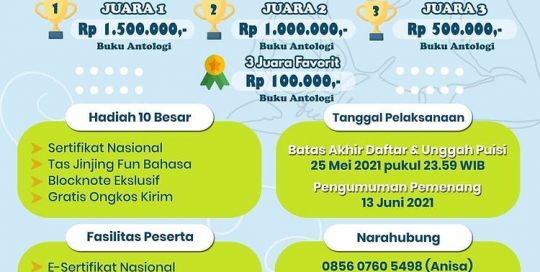 1 JUARA 1
Rp 1.500.000,-
Buku Antologi
2 JUARA 2
Rp 1.000.000,-
Buku Antologi
3 JUARA 3
Rp 500.000,-
Buku Antologi
3 Juara Favorit
Rp 100.000,-
Buku Antologi
Hadiah 10 Besar
Sertifikat Nasional
Tas Jinjing Fun Bahasa
Blocknote Ekslusif
Gratis Ongkos Kirim
Tanggal Pelaksanaan
Batas Akhir Daftar & Unggah Puisi
25 Mei 2021 pukul 23.59 WIB
Pengumuman Pemenang
13 Juni 2021
Fasilitas Peserta
E-Sertifikat Nasional
Narahubung
0856 0760 5498 (Anisa)